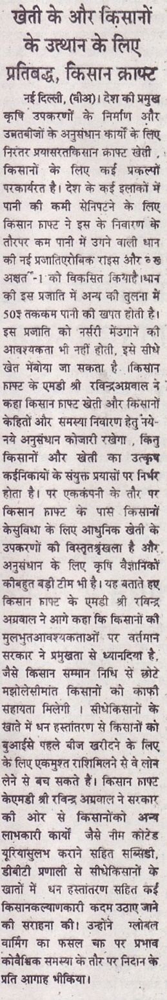 खेती के और किसानों
के उत्थान के लिए
प्रतिबद्ध, किसान क्राफ्ट
नई दिल्ली, (वीअ)। देश की प्रमुख
कृषि उपकरणों के निर्माण और
उन्नतबीजों के अनुसंधान कार्यो के लिए
निरंतर प्रयासरतकिसान क्राफ्ट खेती ,
किसानों के लिए कई प्रकल्पों
परकार्यरत है। देश के कई इलाकों में
पानी की कमी सेनिपटने के लिए
किसान ाफ्ट ने इस के निवारण के
तौरपर कम पानी में उगने वाली धान
की नई प्रजातिएरोबिक राइस और
अक्षत -1 को विकसित कियाहै।धान
की इस प्रजाति में अन्य की तुलना में
50इ तककम पानी की खपत होती है।
इस प्रजाति को नर्सरी मेंउगाने की
आवश्यकता भी नहीं होती, इसे सीधे
खेत मेंबोया जा सकता है ।किसान
ाफ्ट के एमडी श्री रविन्द्रअग्रवाल ने
कहा किसान ाफ्ट खेती और किसानों
केहितों और समस्या निवारण हेतु नये-
नये अनुसंधान कोजारी रखेगा , किंतु
किसानों और खेती का उत्कृष
कईनिकायों के संयुक्त प्रयासों पर निर्भर
होता है। पर एककंपनी के तौर पर
किसान ाफ्ट के पास किसानों
केसुविधा के लिए आधुनिक खेती के
उपकरणों की विस्तृतश्रृंखला है और
अनुसंधान के लिए कृषि वैज्ञानिकों
कीबहुत बड़ी टीम भी है। यह बताते हुए
किसान ाफ्ट के एमडी श्री रविन्द्र
अग्रवाल ने आगे कहा कि किसानों की
मुलभुतआवश्यकताओं पर वर्तमान
सरकार ने प्रमुखता से ध्यानदिया है,
जैसे किसान सम्मान निधि से छोटे
मझोलेसीमांत किसानों को काफी
सहायता मिलेगी । सीधेकिसानों के
खाते में धन हस्तांतरण से किसानों को
बुआईसे पहले बीज खरीदने के लिए
के लिए एकमुश्त राशिमिलने से वे लोन
लेने से बच सकते हैं। किसान ाफ्ट
केएमडी श्री रविन्द्र अग्रवाल ने सरकार
की ओर से किसानोंको अन्य
लाभकारी कार्यों जैसे नीम कोटेड
यूरियासुलभ कराने सहित सब्सिडी,
डीबीटी प्रणाली से सीधेकिसानों के
खातों में धन हस्तांतरण सहित कई
किसानकल्याणकारी कदम उठाए जाने
की सराहना की। उन्होंने ग्लोबल
वार्मिंग का फसल चक्र पर प्रभाव
कोवैश्विक समस्या के तौर पर निदान के
प्रति आगाह भीकिया।